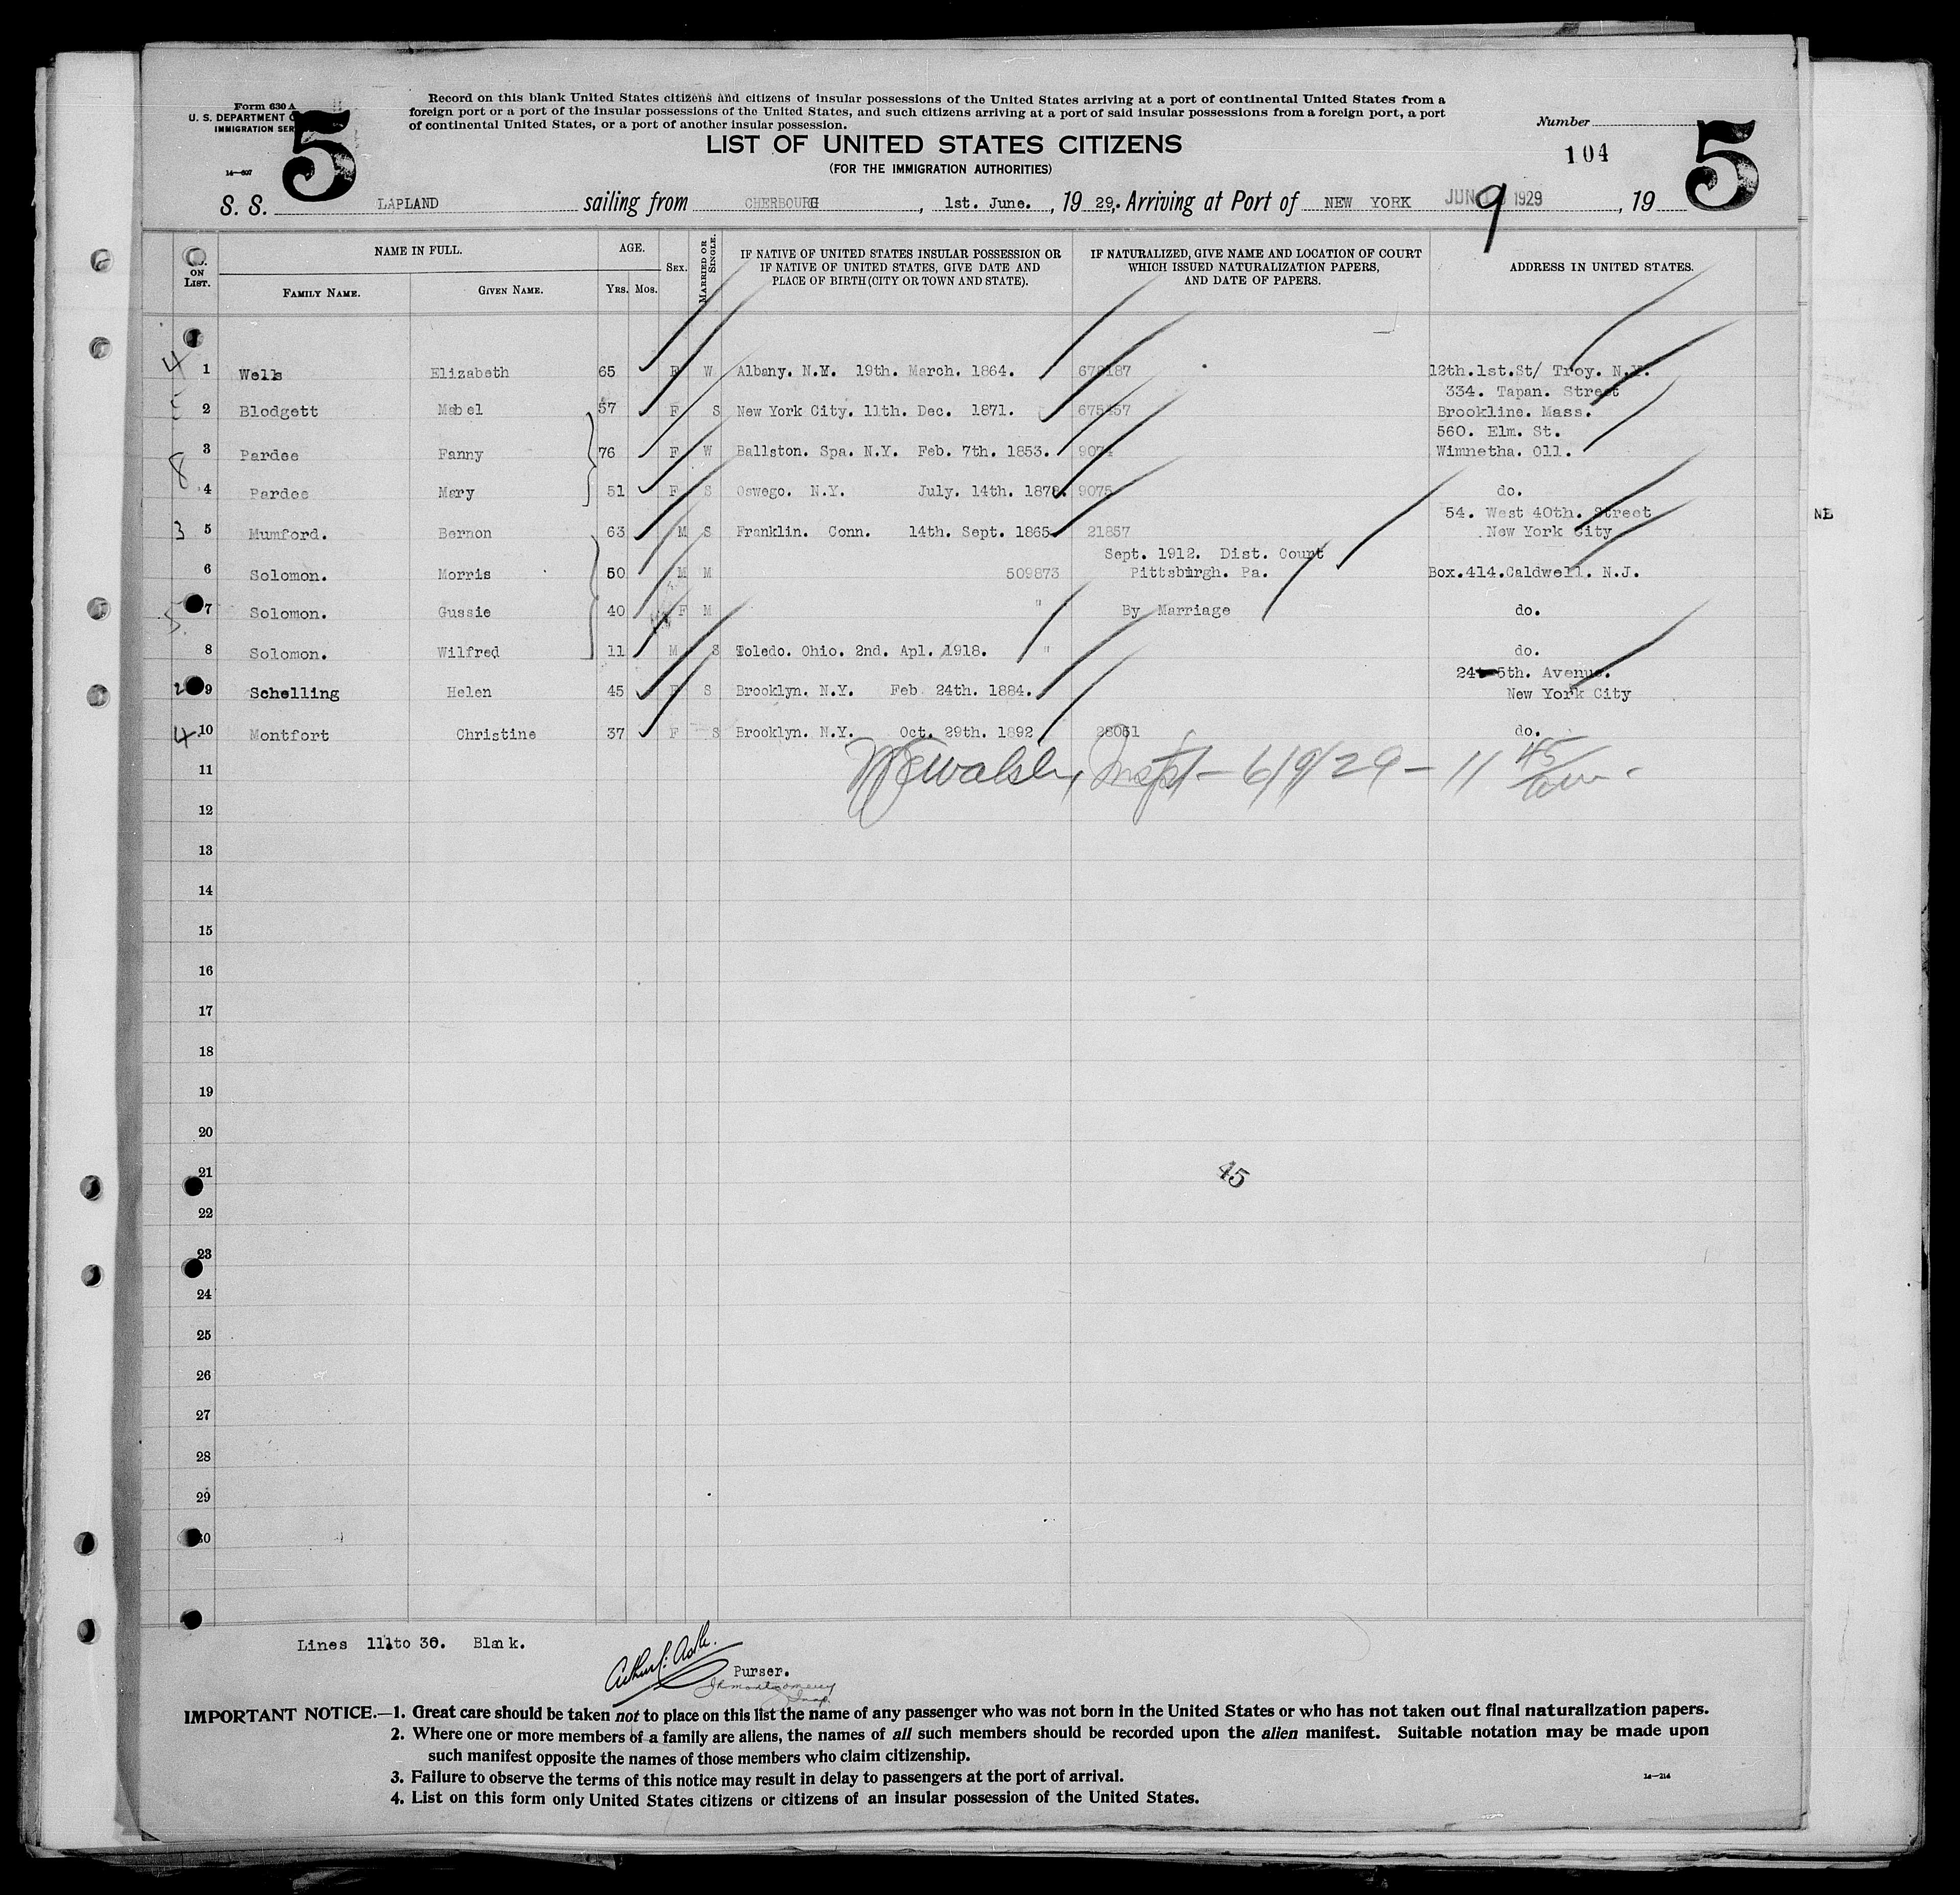 Form 630 A
U. S. DEPARTMENT
IMMIGRATION SER
14—607
5
Record on this blank United States citizens and citizens of insular possessions of the United States arriving at a port of continental United States from a
foreign port or a port of the insular possessions of the United States, and such citizens arriving at a port of said insular possessions from a foreign port, a port
of continental United States, or a port of another insular possession.
LIST OF UNITED STATES CITIZENS
(FOR THE IMMIGRATION AUTHORITIES)
Number
104
5
S. S. LAPLAND sailing from CHERBOURG, 1st. June., 19 29. Arriving at Port of NEW YORK JUN 9 1929, 19
ON LIST. NAME IN FULL. FAMILY NAME. GIVEN NAME. AGE. YRS. MOS. SEX. MARRIED OR SINGLE. IF NATIVE OF UNITED STATES INSULAR POSSESSION OR IF NATIVE OF UNITED STATES, GIVE DATE AND PLACE OF BIRTH (CITY OR TOWN AND STATE). IF NATURALIZED, GIVE NAME AND LOCATION OF COURT WHICH ISSUED NATURALIZATION PAPERS, AND DATE OF PAPERS. ADDRESS IN UNITED STATES.
4 1 Wells Elizabeth 65 F W Albany. N.Y. 19th. March. 1864. 12th.1st.St/ Troy. N.Y.
334. Tapan. Street
5 2 Blodgett Mabel 57 F S New York City. 11th. Dec. 1871. Brookline. Mass.
560. Elm. St.
8 3 Pardee Fanny 76 F W Ballston. Spa. N.Y. Feb. 7th. 1853. 9074 Winnetha. Oll.
4 Pardee Mary 51 F S Oswego. N.Y. July. 14th. 1878. 9075 do.
54. West 40th. Street
3 5 Mumford. Bernon 63 M S Franklin. Conn. 14th. Sept. 1865 21857 New York City
Sept. 1912. Dist. Count
6 Solomon. Morris 50 M M 509873 Pittsburgh. Pa. Box.414.Caldwell. N.J.
5 7 Solomon. Gussie 40 F M " By Marriage do.
8 Solomon. Wilfred 11 M S Toledo. Ohio. 2nd. Apl. 1918. " do.
24 5th. Avenue.
2 9 Schelling Helen 45 F S Brooklyn. N.Y. Feb 24th. 1884. New York City
4 10 Montfort Christine 37 F S Brooklyn. N.Y. Oct. 29th. 1892 28051 do.
Walsh, Inspt — 6/9/29 — 11 45/am
11
12
13
14
15
16
17
18
19
20
21
45
22
23
24
25
26
27
28
29
30
NE
Lines 11 to 30. Blank.
Purser.
JR Montgomery
Insp.
IMPORTANT NOTICE.—1. Great care should be taken not to place on this list the name of any passenger who was not born in the United States or who has not taken out final naturalization papers.
2. Where one or more members of a family are aliens, the names of all such members should be recorded upon the alien manifest. Suitable notation may be made upon
such manifest opposite the names of those members who claim citizenship.
3. Failure to observe the terms of this notice may result in delay to passengers at the port of arrival.
4. List on this form only United States citizens or citizens of an insular possession of the United States.
14—214